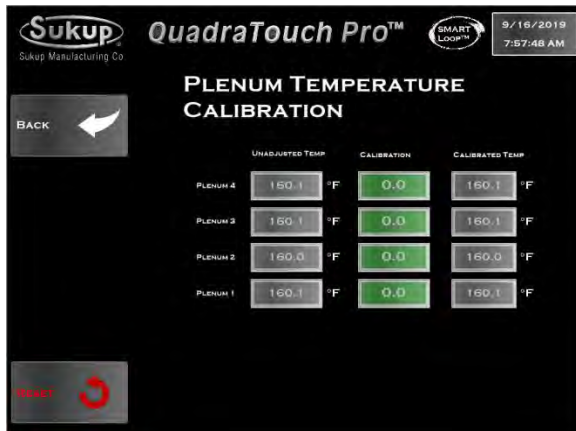 Sukup
Sukup Manufacturing Co
QuadraTouch Pro™
SMART
LOOP™
9/16/2019
7:57:48 AM
PLENUM TEMPERATURE
CALIBRATION
BACK
UNADJUSTED TEMP CALIBRATION CALIBRATED TEMP
PLENUM 4 160.1 °F 0.0 160.1 °F
PLENUM 3 160.1 °F 0.0 160.1 °F
PLENUM 2 160.0 °F 0.0 160.0 °F
PLENUM 1 160.1 °F 0.0 160.1 °F
RESET